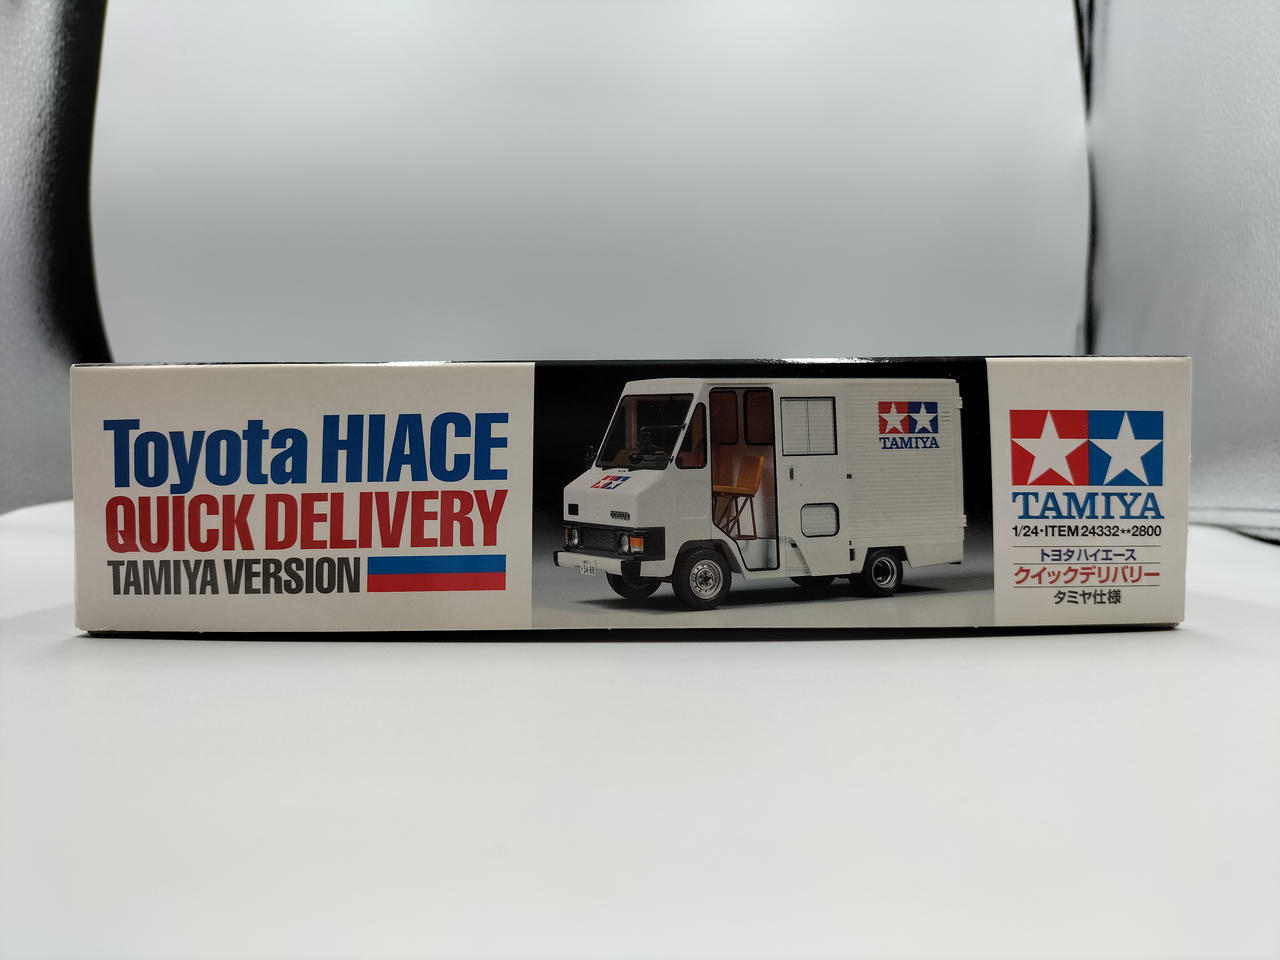 Toyota HIACE
QUICK DELIVERY
TAMIYA VERSION
TAMIYA
TOYOTA
TAMIYA
1/24・ITEM 24332**2800
トヨタハイエース
クイックデリバリー
タミヤ仕様